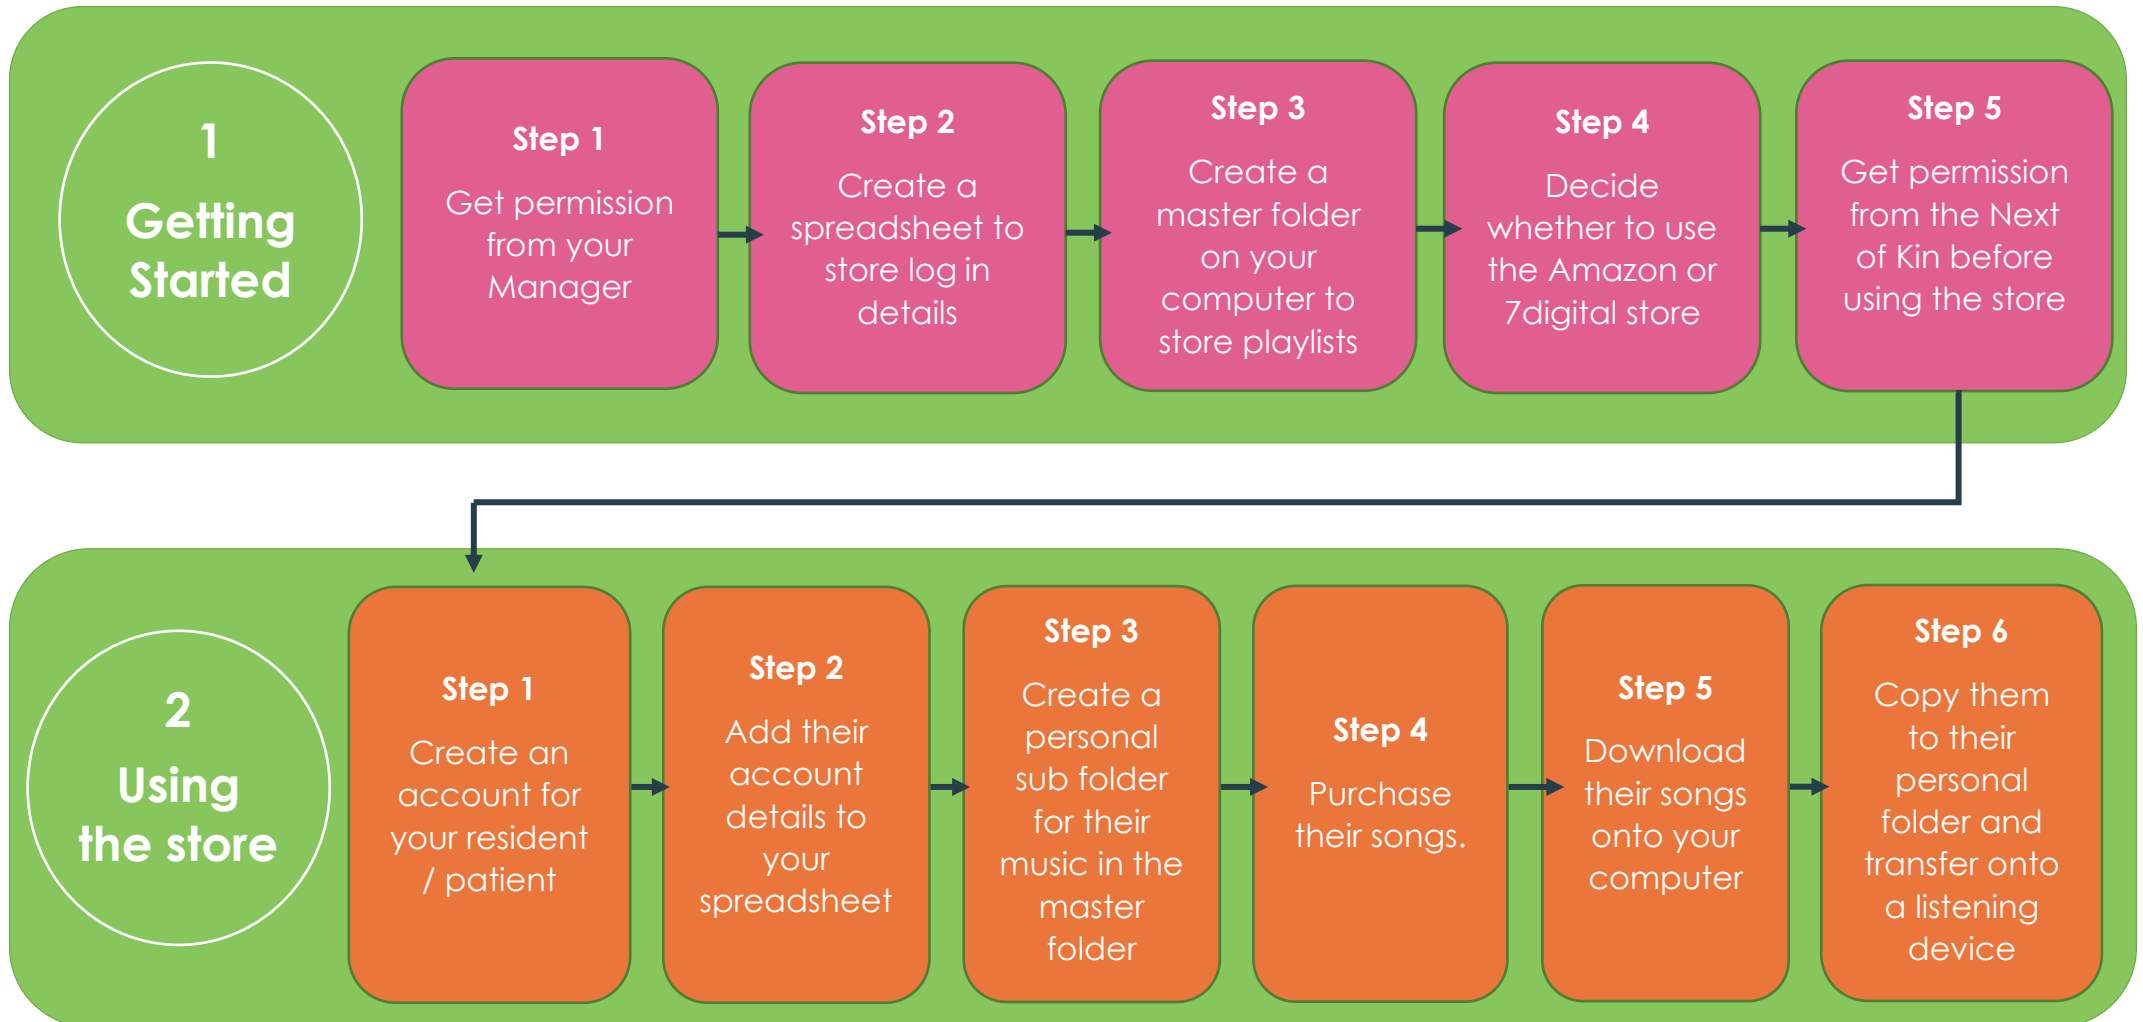 1
Getting
Started
Step 1
Get permission
from your
Manager
Step 2
Create a
spreadsheet to
store log in
details
Step 3
Create a
master folder
on your
computer to
store playlists
Step 4
Decide
whether to use
the Amazon or
7digital store
Step 5
Get permission
from the Next
of Kin before
using the store
2
Using
the store
Step 1
Create an
account for
your resident
/ patient
Step 2
Add their
account
details to
your
spreadsheet
Step 3
Create a
personal
sub folder
for their
music in the
master
folder
Step 4
Purchase
their songs.
Step 5
Download
their songs
onto your
computer
Step 6
Copy them
to their
personal
folder and
transfer onto
a listening
device